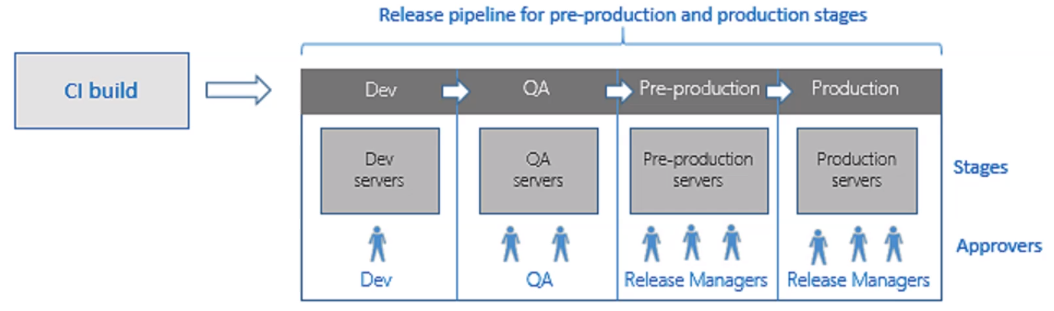 Release pipeline for pre-production and production stages
CI build
Dev
QA
Pre-production
Production
Dev
servers
QA
servers
Pre-production
servers
Production
servers
Stages
Approvers
Dev
QA
Release Managers
Release Managers